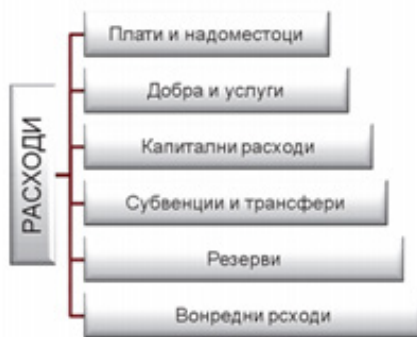 РАСХОДИ
Плати и надоместоци
Добра и услуги
Капитални расходи
Субвенции и трансфери
Резерви
Вонредни рсходи